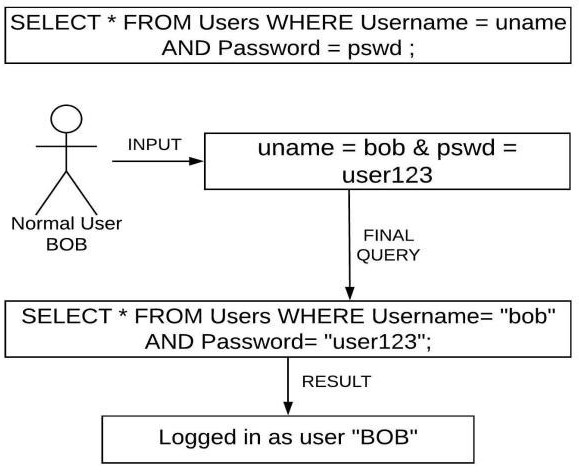 SELECT * FROM Users WHERE Username = uname
AND Password = pswd ;
INPUT
uname = bob & pswd =
user123
Normal User
BOB
FINAL
QUERY
SELECT * FROM Users WHERE Username= "bob"
AND Password= "user123";
RESULT
Logged in as user "BOB"